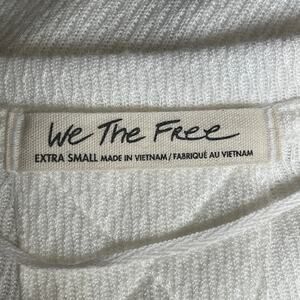 We The Free
EXTRA SMALL MADE IN VIETNAM / FABRIQUÉ AU VIETNAM